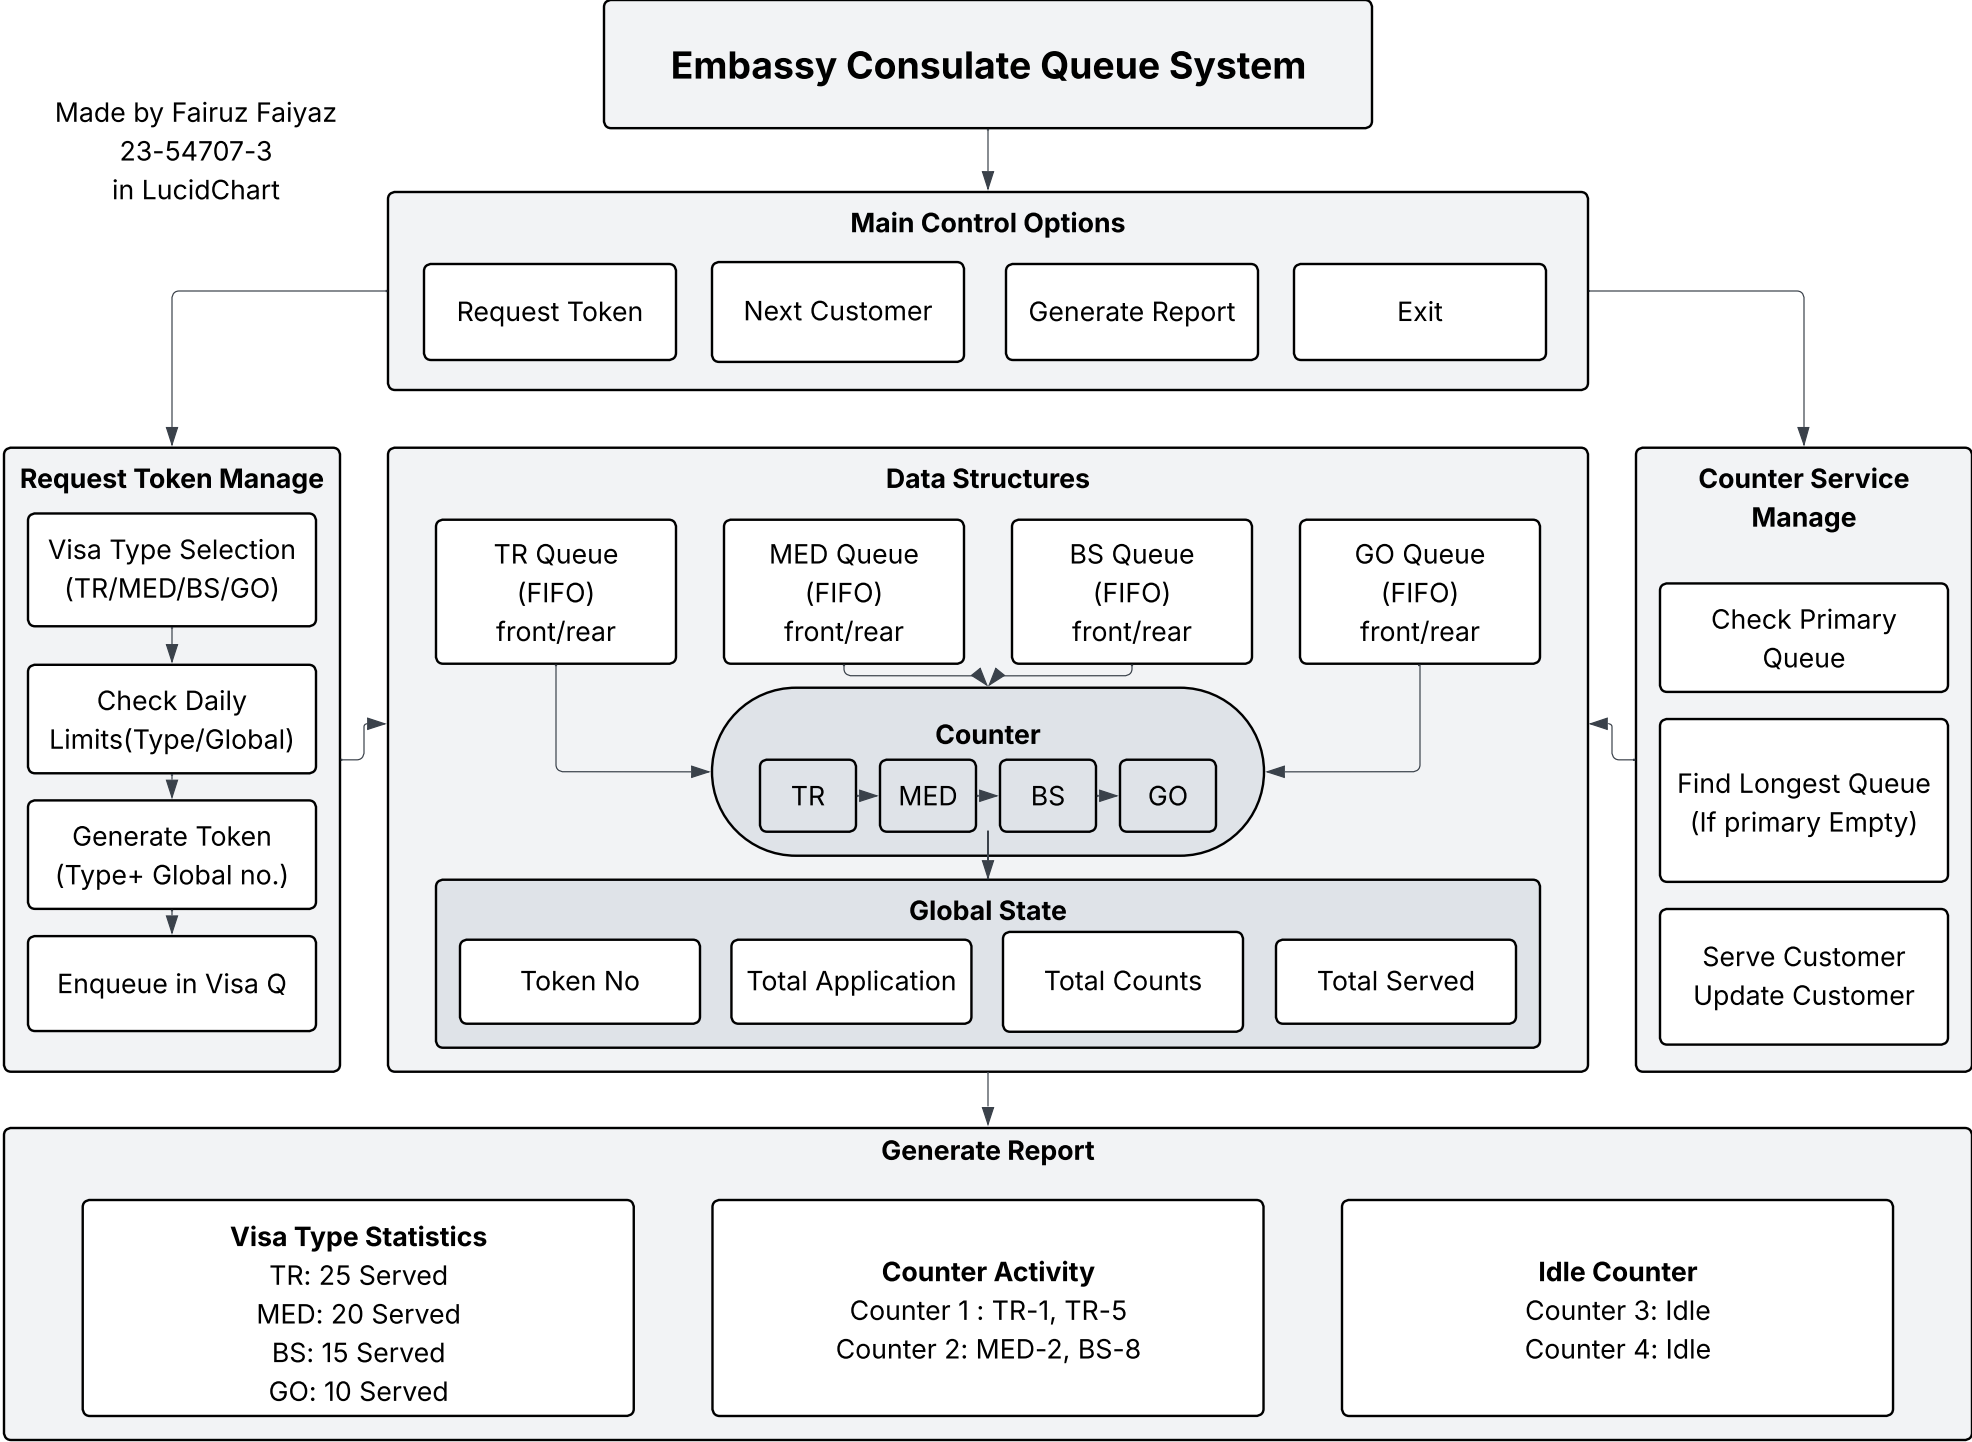 Embassy Consulate Queue System
Made by Fairuz Faiyaz
23-54707-3
in LucidChart
Main Control Options
Request Token
Next Customer
Generate Report
Exit
Request Token Manage
Visa Type Selection
(TR/MED/BS/GO)
Check Daily
Limits(Type/Global)
Generate Token
(Type+ Global no.)
Enqueue in Visa Q
Data Structures
TR Queue
(FIFO)
front/rear
MED Queue
(FIFO)
front/rear
BS Queue
(FIFO)
front/rear
GO Queue
(FIFO)
front/rear
Counter
TR
MED
BS
GO
Global State
Token No
Total Application
Total Counts
Total Served
Counter Service
Manage
Check Primary
Queue
Find Longest Queue
(If primary Empty)
Serve Customer
Update Customer
Generate Report
Visa Type Statistics
TR: 25 Served
MED: 20 Served
BS: 15 Served
GO: 10 Served
Counter Activity
Counter 1 : TR-1, TR-5
Counter 2: MED-2, BS-8
Idle Counter
Counter 3: Idle
Counter 4: Idle